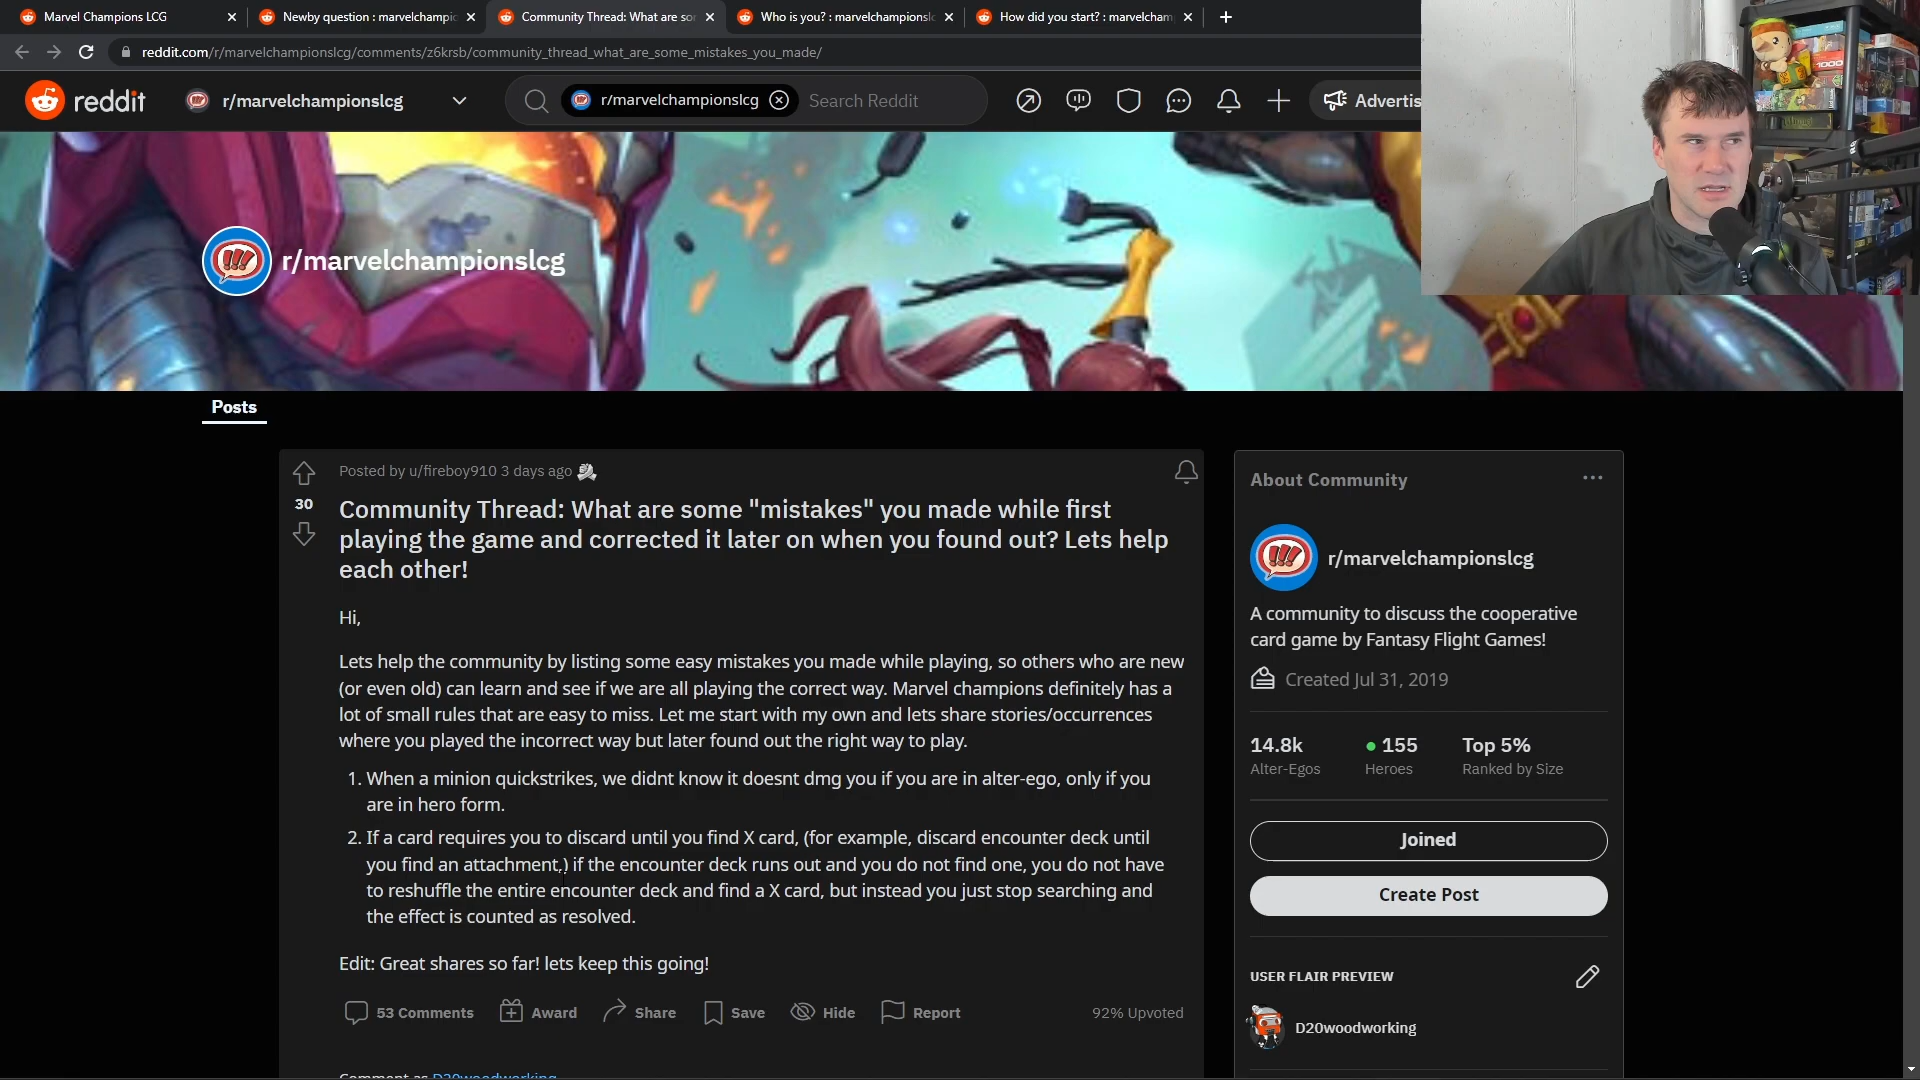 Marvel Champions LCG
Newby question : marvelchampic
Community Thread: What are so
Who is you? : marvelchampionsl
How did you start? : marvelcham
reddit.com/r/marvelchampionslcg/comments/z6krsb/community_thread_what_are_some_mistakes_you_made/
reddit
r/marvelchampionslcg
r/marvelchampionslcg
Search Reddit
Advertis
r/marvelchampionslcg
Posts
Posted by u/fireboy910 3 days ago
30
Community Thread: What are some "mistakes" you made while first
playing the game and corrected it later on when you found out? Lets help
each other!
Hi,
Lets help the community by listing some easy mistakes you made while playing, so others who are new
(or even old) can learn and see if we are all playing the correct way. Marvel champions definitely has a
lot of small rules that are easy to miss. Let me start with my own and lets share stories/occurrences
where you played the incorrect way but later found out the right way to play.
1. When a minion quickstrikes, we didnt know it doesnt dmg you if you are in alter-ego, only if you
are in hero form.
2. If a card requires you to discard until you find X card, (for example, discard encounter deck until
you find an attachment.) if the encounter deck runs out and you do not find one, you do not have
to reshuffle the entire encounter deck and find a X card, but instead you just stop searching and
the effect is counted as resolved.
Edit: Great shares so far! lets keep this going!
53 Comments
Award
Share
Save
Hide
Report
92% Upvoted
Comment as D20woodworking
About Community
r/marvelchampionslcg
A community to discuss the cooperative
card game by Fantasy Flight Games!
Created Jul 31, 2019
14.8k
155
Top 5%
Alter-Egos
Heroes
Ranked by Size
Joined
Create Post
USER FLAIR PREVIEW
D20woodworking